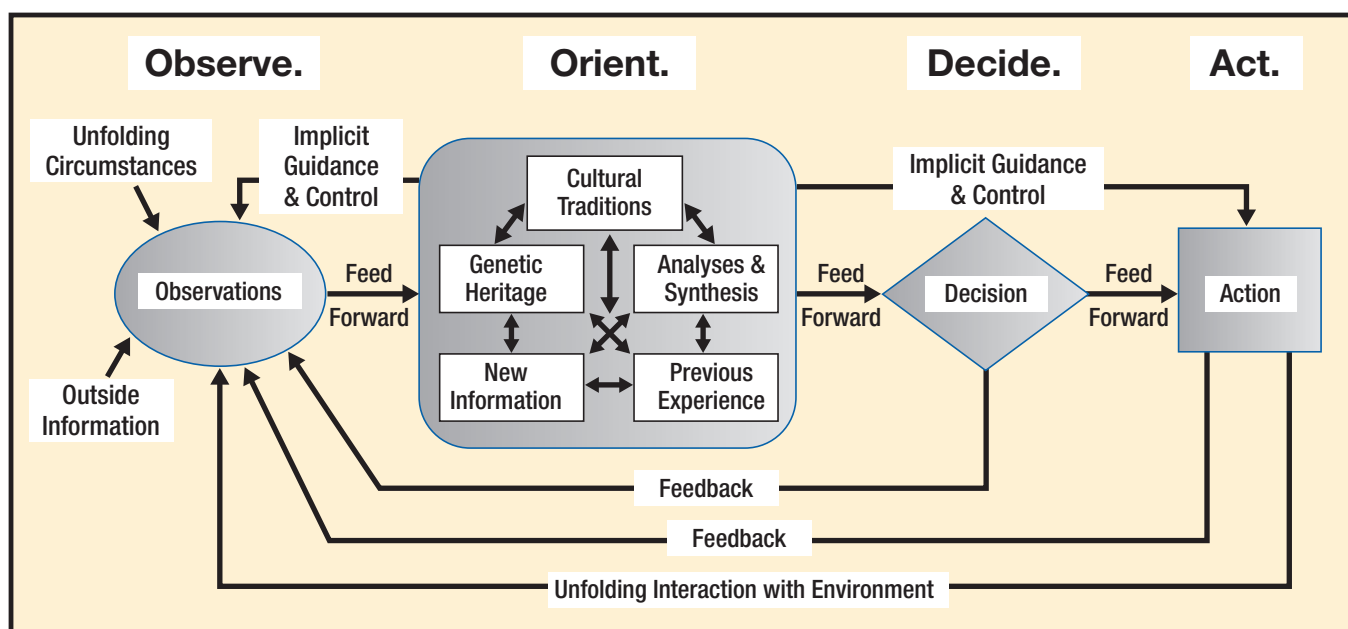 Observe.
Orient.
Decide.
Act.
Unfolding
Circumstances
Implicit
Guidance
& Control
Cultural
Traditions
Implicit Guidance
& Control
Observations
Feed
Forward
Genetic
Heritage
Analyses &
Synthesis
Feed
Forward
Decision
Feed
Forward
Action
Outside
Information
New
Information
Previous
Experience
Feedback
Feedback
Unfolding Interaction with Environment